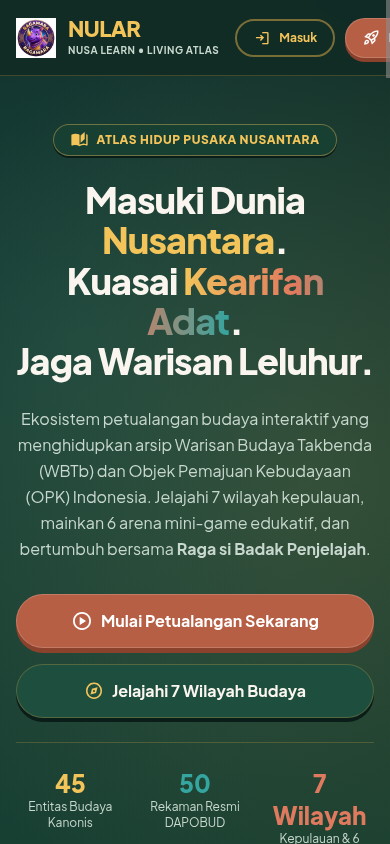 NULAR
NUSA LEARN • LIVING ATLAS
Masuk
ATLAS HIDUP PUSAKA NUSANTARA
Masuki Dunia
Nusantara.
Kuasai Kearifan
Adat.
Jaga Warisan Leluhur.
Ekosistem petualangan budaya interaktif yang
menghidupkan arsip Warisan Budaya Takbenda
(WBTb) dan Objek Pemajuan Kebudayaan
(OPK) Indonesia. Jelajahi 7 wilayah kepulauan,
mainkan 6 arena mini-game edukatif, dan
bertumbuh bersama Raga si Badak Penjelajah.
Mulai Petualangan Sekarang
Jelajahi 7 Wilayah Budaya
45
Entitas Budaya
Kanonis
50
Rekaman Resmi
DAPOBUD
7
Wilayah
Kepulauan & 6